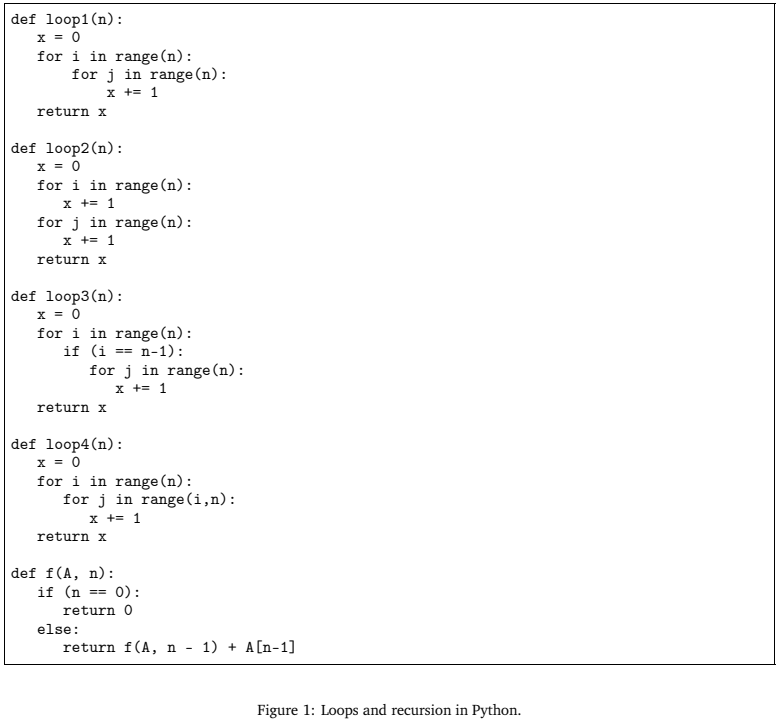 def loop1(n):
   x = 0
   for i in range(n):
       for j in range(n):
           x += 1
   return x

def loop2(n):
   x = 0
   for i in range(n):
      x += 1
   for j in range(n):
      x += 1
   return x

def loop3(n):
   x = 0
   for i in range(n):
      if (i == n-1):
         for j in range(n):
            x += 1
   return x

def loop4(n):
   x = 0
   for i in range(n):
      for j in range(i,n):
         x += 1
   return x

def f(A, n):
   if (n == 0):
      return 0
   else:
      return f(A, n - 1) + A[n-1]

Figure 1: Loops and recursion in Python.